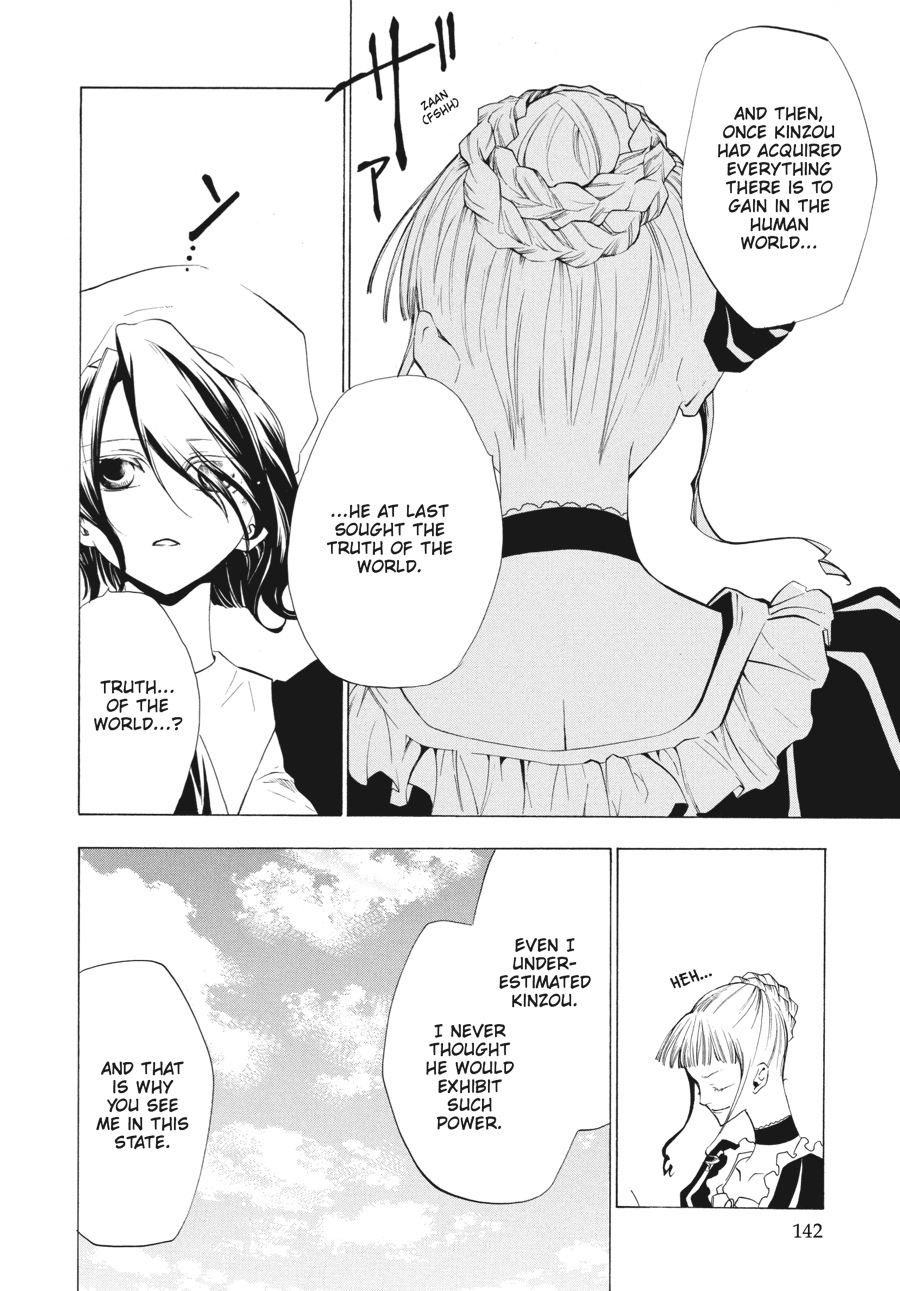 AND THEN,
ONCE KINZOU
HAD ACQUIRED
EVERYTHING
THERE IS TO
GAIN IN THE
HUMAN
WORLD...
ザァ
ZAAN
(FSHH)
...HE AT LAST
SOUGHT THE
TRUTH OF THE
WORLD.
ン
TRUTH...
OF THE
WORLD...?
HEH...
EVEN I
UNDER-
ESTIMATED
KINZOU.
I NEVER
THOUGHT
HE WOULD
EXHIBIT
SUCH
POWER.
AND THAT
IS WHY
YOU SEE
ME IN THIS
STATE.
142